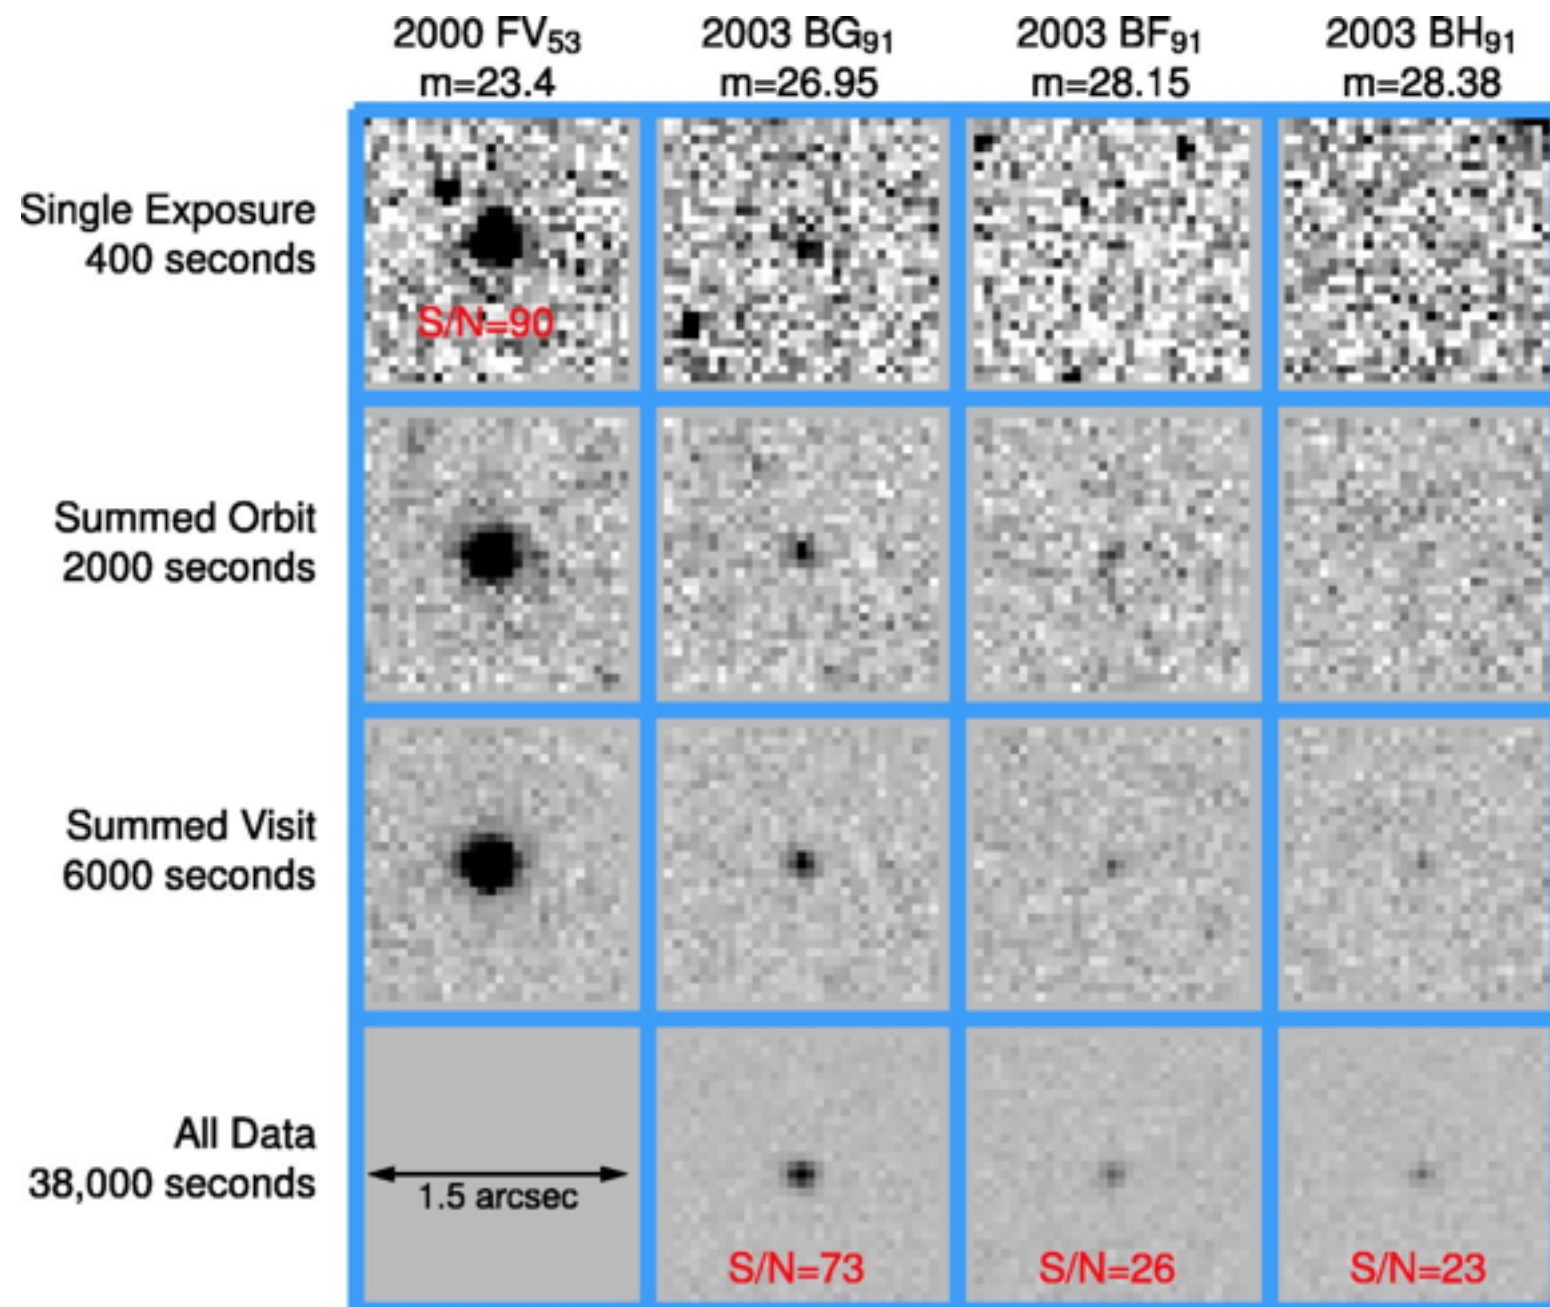 2000 FV53 2003 BG91 2003 BF91 2003 BH91
m=23.4 m=26.95 m=28.15 m=28.38
Single Exposure
400 seconds
S/N=90
Summed Orbit
2000 seconds
Summed Visit
6000 seconds
All Data
38,000 seconds
1.5 arcsec
S/N=73 S/N=26 S/N=23